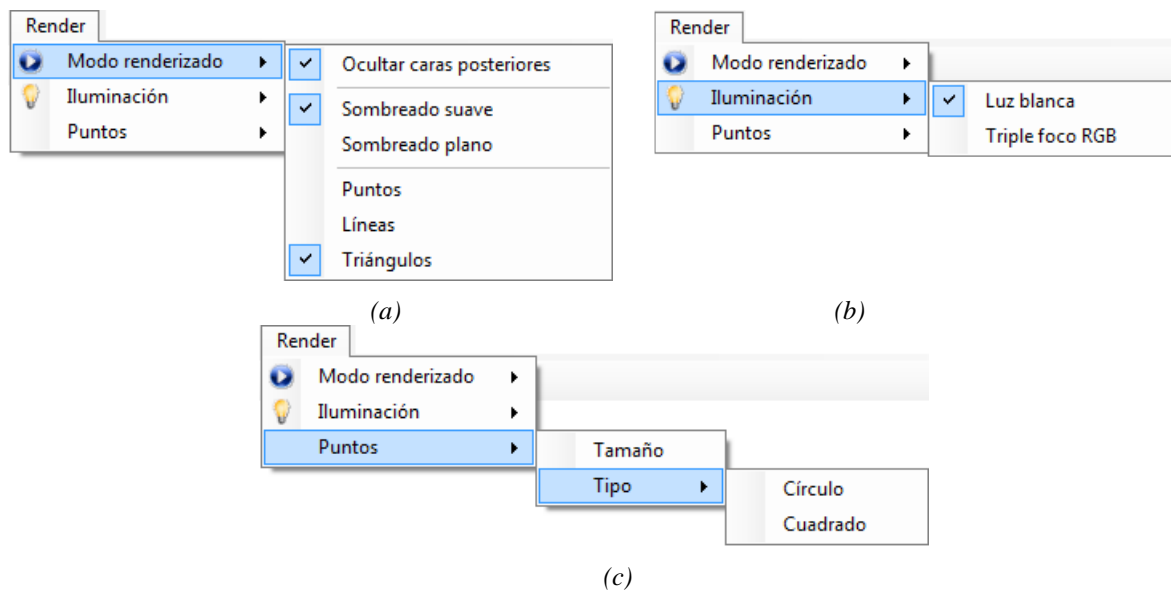 Render
Modo renderizado
Iluminación
Puntos
Ocultar caras posteriores
Sombreado suave
Sombreado plano
Puntos
Líneas
Triángulos
(a)
Render
Modo renderizado
Iluminación
Puntos
Luz blanca
Triple foco RGB
(b)
Render
Modo renderizado
Iluminación
Puntos
Tamaño
Tipo
Círculo
Cuadrado
(c)